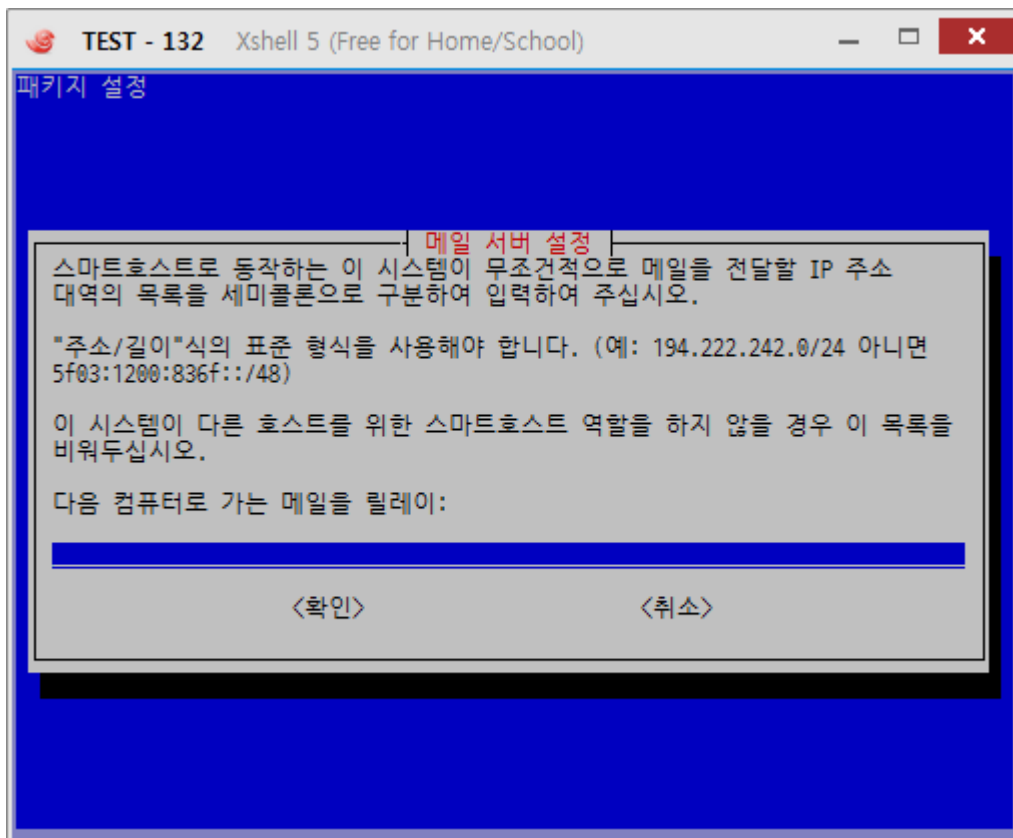 TEST - 132 Xshell 5 (Free for Home/School)
패키지 설정
메일 서버 설정
스마트호스트로 동작하는 이 시스템이 무조건적으로 메일을 전달할 IP 주소
대역의 목록을 세미콜론으로 구분하여 입력하여 주십시오.
"주소/길이"식의 표준 형식을 사용해야 합니다. (예: 194.222.242.0/24 아니면
5f03:1200:836f::/48)
이 시스템이 다른 호스트를 위한 스마트호스트 역할을 하지 않을 경우 이 목록을
비워두십시오.
다음 컴퓨터로 가는 메일을 릴레이:
<확인> <취소>